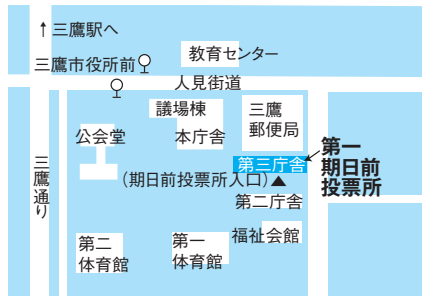 ↑三鷹駅へ
三鷹市役所前
教育センター
人見街道
議場棟
三鷹
郵便局
公会堂
本庁舎
第一
期日前
投票所
第三庁舎
三鷹通り
(期日前投票所入口)▲
第二庁舎
福祉会館
第二
体育館
第一
体育館